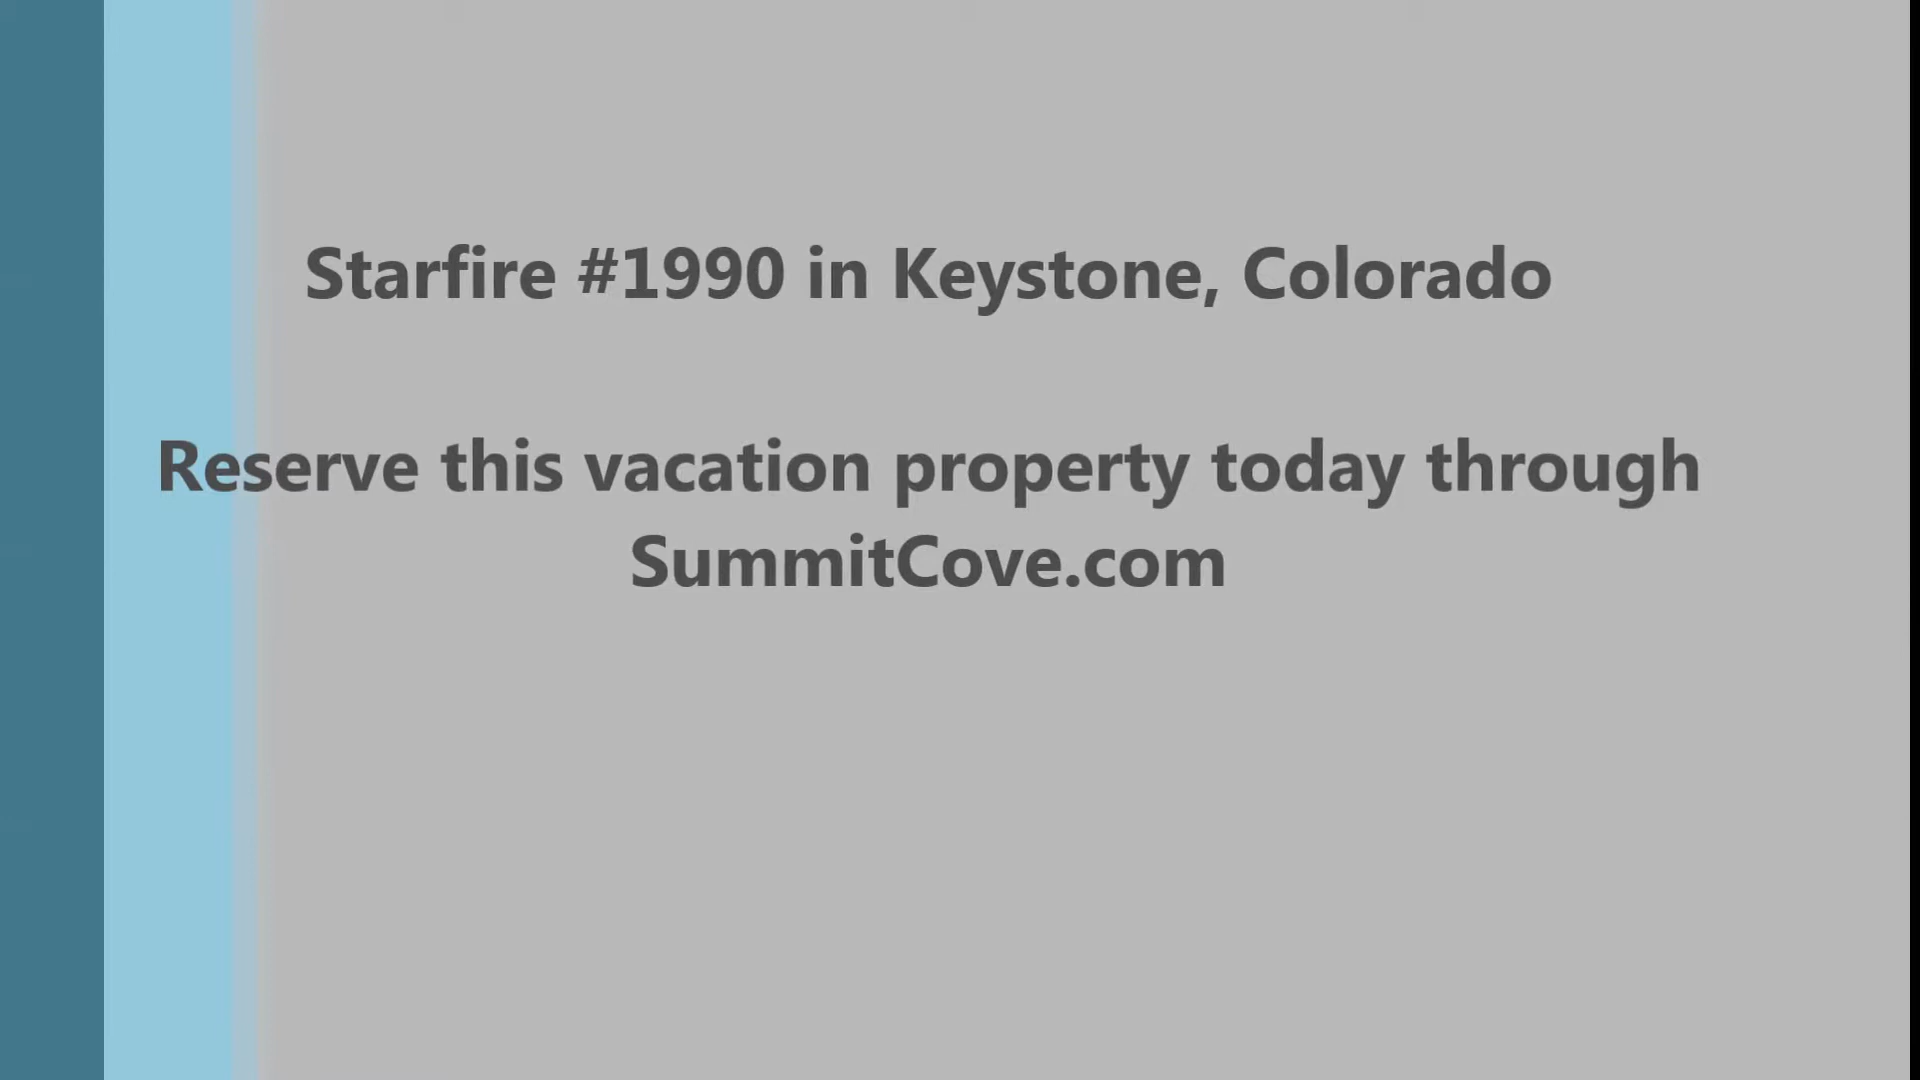 Starfire #1990 in Keystone, Colorado
Reserve this vacation property today through
SummitCove.com